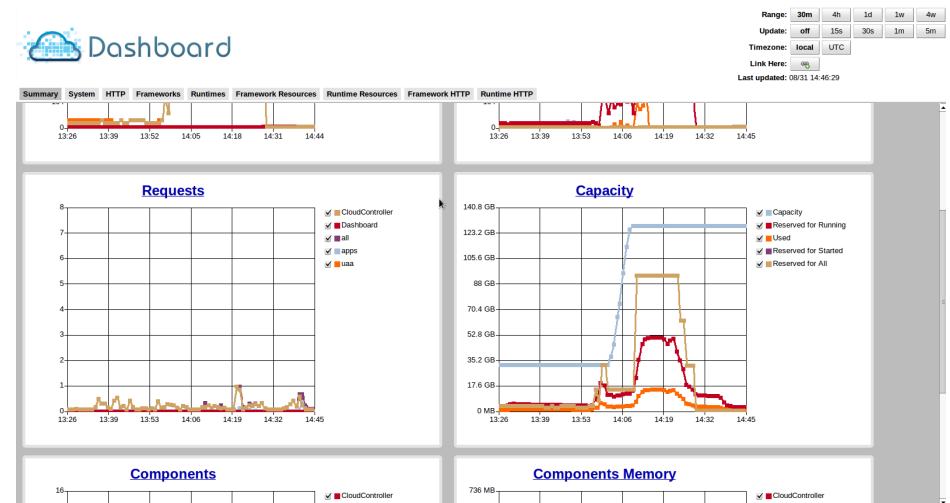 Dashboard
Range: 30m 4h 1d 1w 4w
Update: off 15s 30s 1m 5m
Timezone: local UTC
Link Here:
Last updated: 08/31 14:46:29
Summary System HTTP Frameworks Runtimes Framework Resources Runtime Resources Framework HTTP Runtime HTTP
0
13:26 13:39 13:52 14:05 14:18 14:31 14:44
0
13:26 13:39 13:53 14:06 14:19 14:32 14:45
Requests
8
7
6
5
4
3
2
1
0
13:26 13:39 13:53 14:06 14:19 14:32 14:45
CloudController
Dashboard
all
apps
uaa
Capacity
140.8 GB
123.2 GB
105.6 GB
88 GB
70.4 GB
52.8 GB
35.2 GB
17.6 GB
0 MB
13:26 13:39 13:53 14:06 14:19 14:32 14:45
Capacity
Reserved for Running
Used
Reserved for Started
Reserved for All
Components
16
CloudController
Components Memory
736 MB
CloudController